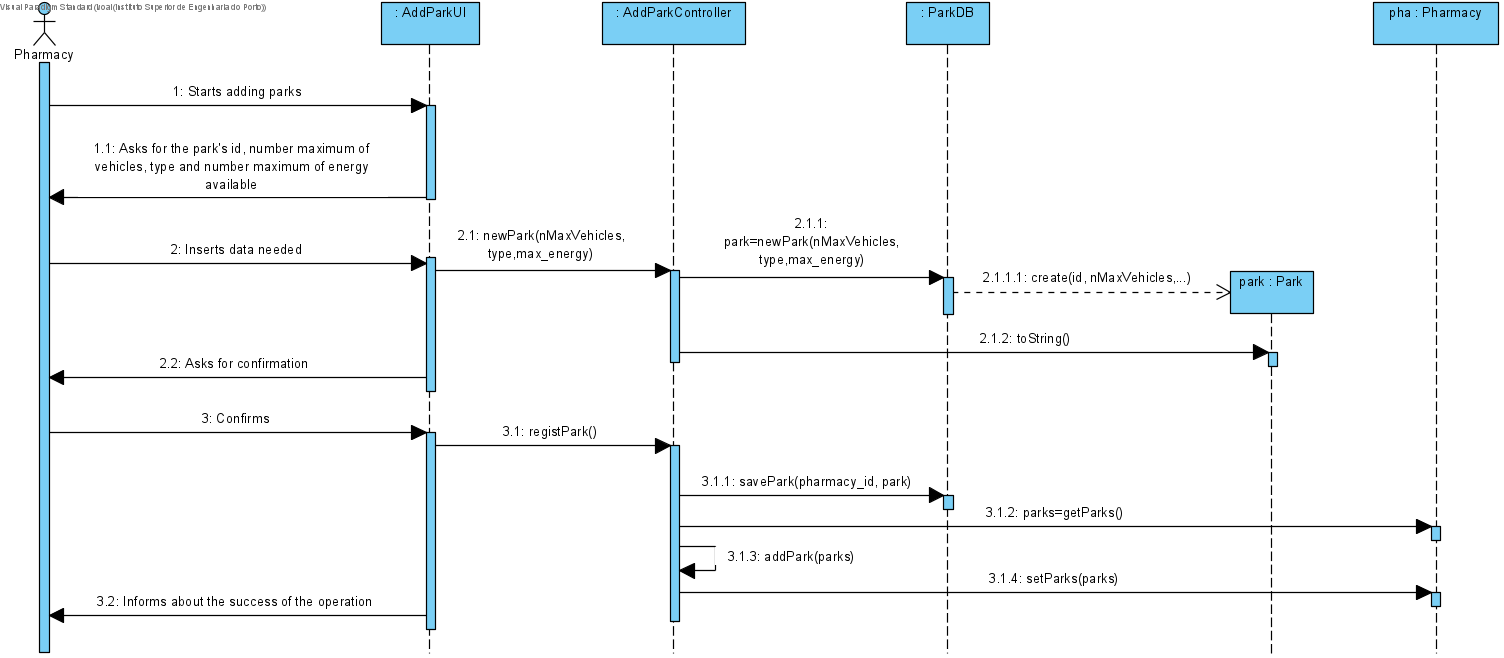 Visual Paradigm Standard (Isoal(Instituto Superior de Engenharia do Porto))
Pharmacy
: AddParkUI
: AddParkController
: ParkDB
pha : Pharmacy
1: Starts adding parks
1.1: Asks for the park's id, number maximum of
vehicles, type and number maximum of energy
available
2: Inserts data needed
2.1: newPark(nMaxVehicles,
type,max_energy)
2.1.1:
park=newPark(nMaxVehicles,
type,max_energy)
2.1.1.1: create(id, nMaxVehicles,...)
park : Park
2.1.2: toString()
2.2: Asks for confirmation
3: Confirms
3.1: registPark()
3.1.1: savePark(pharmacy_id, park)
3.1.2: parks=getParks()
3.1.3: addPark(parks)
3.1.4: setParks(parks)
3.2: Informs about the success of the operation